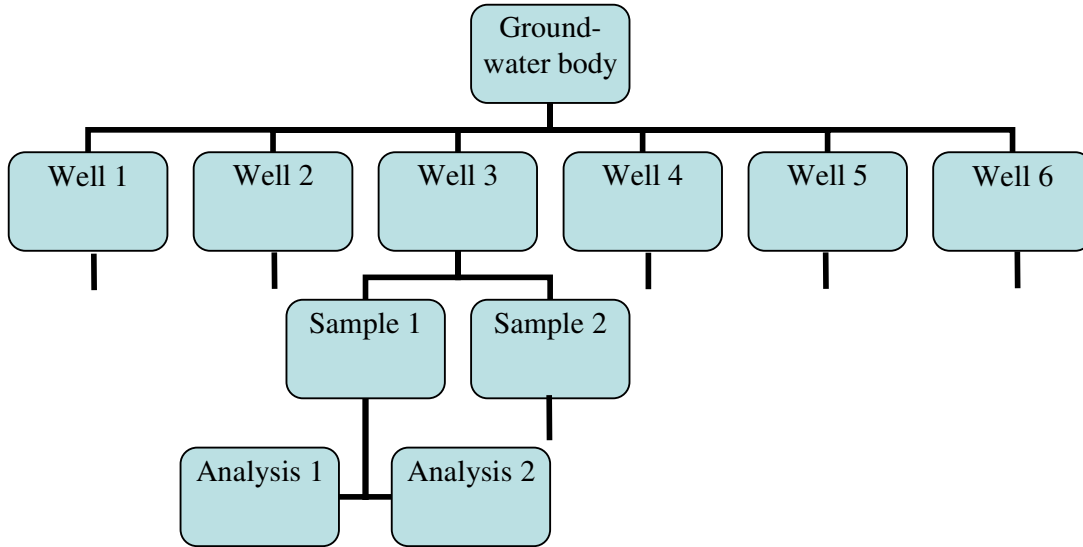 Ground-
water body
Well 1
Well 2
Well 3
Well 4
Well 5
Well 6
Sample 1
Sample 2
Analysis 1
Analysis 2